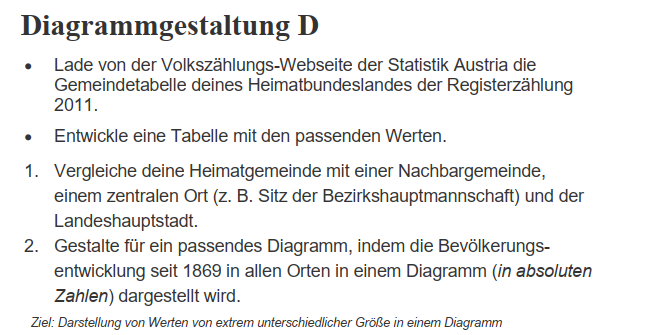 Diagrammgestaltung D
• Lade von der Volkszählungs-Webseite der Statistik Austria die
Gemeindetabelle deines Heimatbundeslandes der Registerzählung
2011.
• Entwickle eine Tabelle mit den passenden Werten.
1. Vergleiche deine Heimatgemeinde mit einer Nachbargemeinde,
einem zentralen Ort (z. B. Sitz der Bezirkshauptmannschaft) und der
Landeshauptstadt.
2. Gestalte für ein passendes Diagramm, indem die Bevölkerungs-
entwicklung seit 1869 in allen Orten in einem Diagramm (in absoluten
Zahlen) dargestellt wird.
Ziel: Darstellung von Werten von extrem unterschiedlicher Größe in einem Diagramm